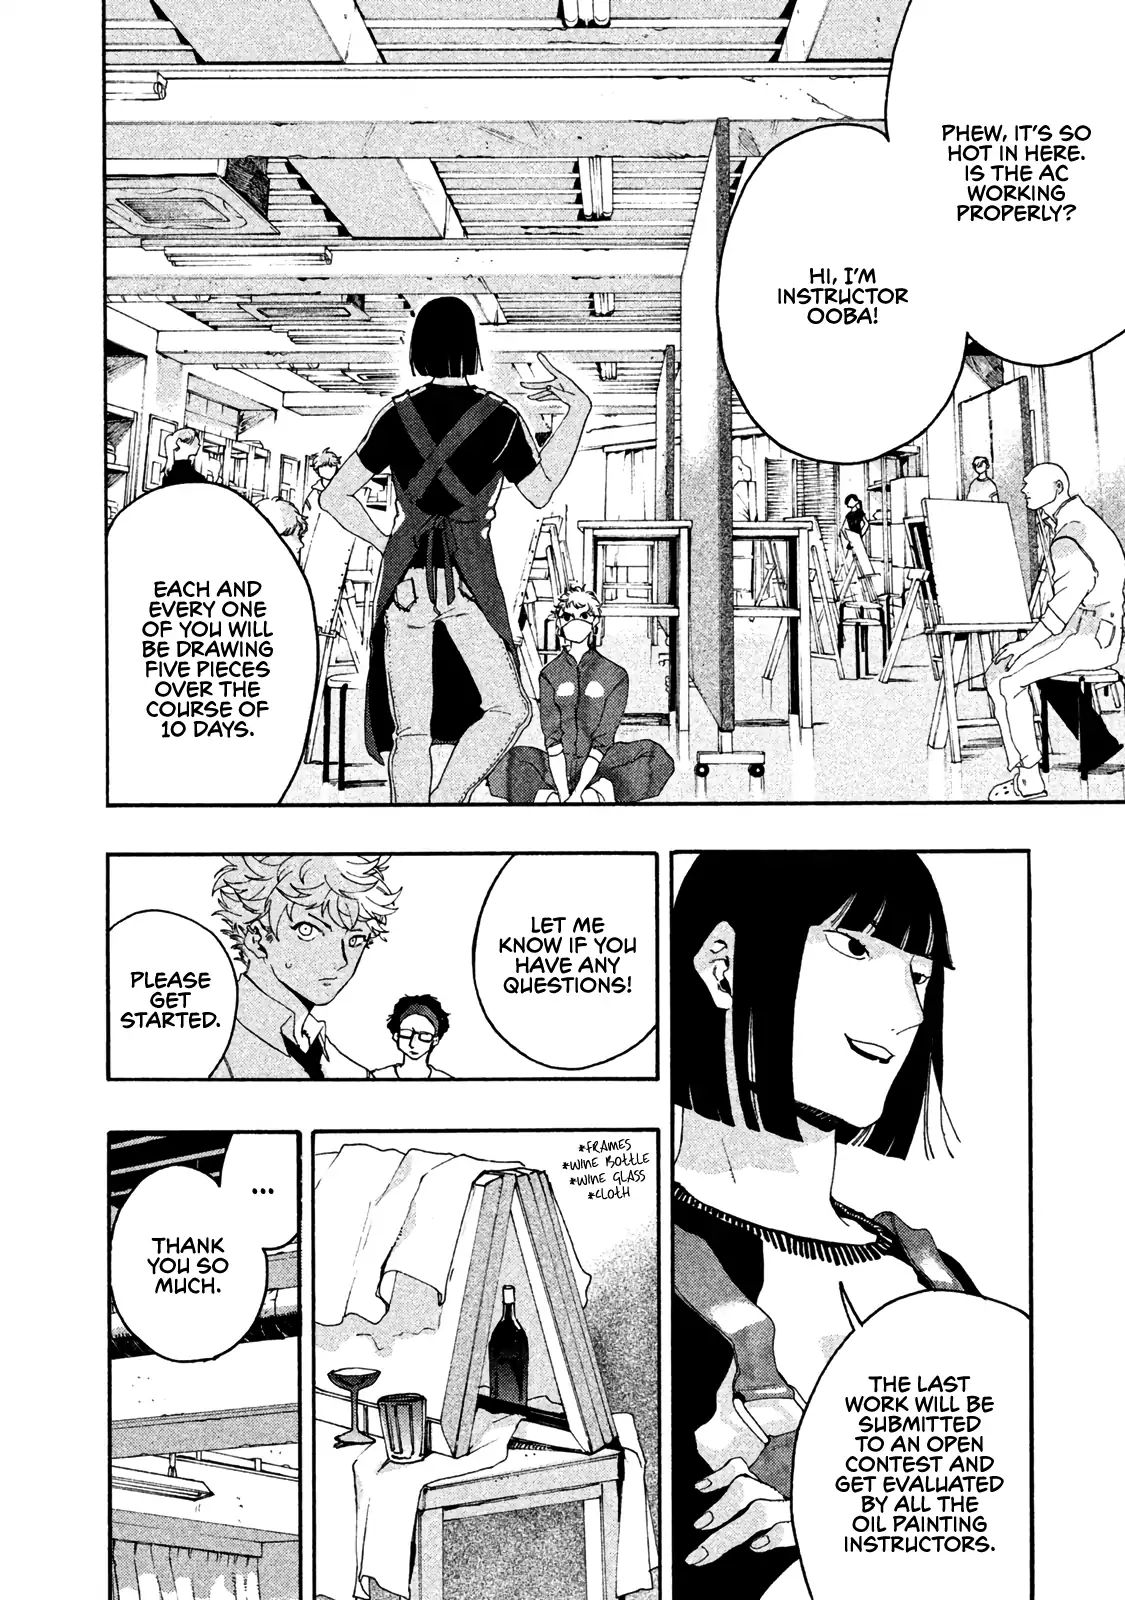 PHEW, IT'S SO
HOT IN HERE.
IS THE AC
WORKING
PROPERLY?
HI, I'M
INSTRUCTOR
OOBA!
EACH AND
EVERY ONE
OF YOU WILL
BE DRAWING
FIVE PIECES
OVER THE
COURSE OF
10 DAYS.
THE LAST
WORK WILL BE
SUBMITTED
TO AN OPEN
CONTEST AND
GET EVALUATED
BY ALL THE
OIL PAINTING
INSTRUCTORS.
LET ME
KNOW IF YOU
HAVE ANY
QUESTIONS!
PLEASE
GET
STARTED.
*FRAMES
*WINE BOTTLE
*WINE GLASS
*CLOTH
...
THANK
YOU SO
MUCH.